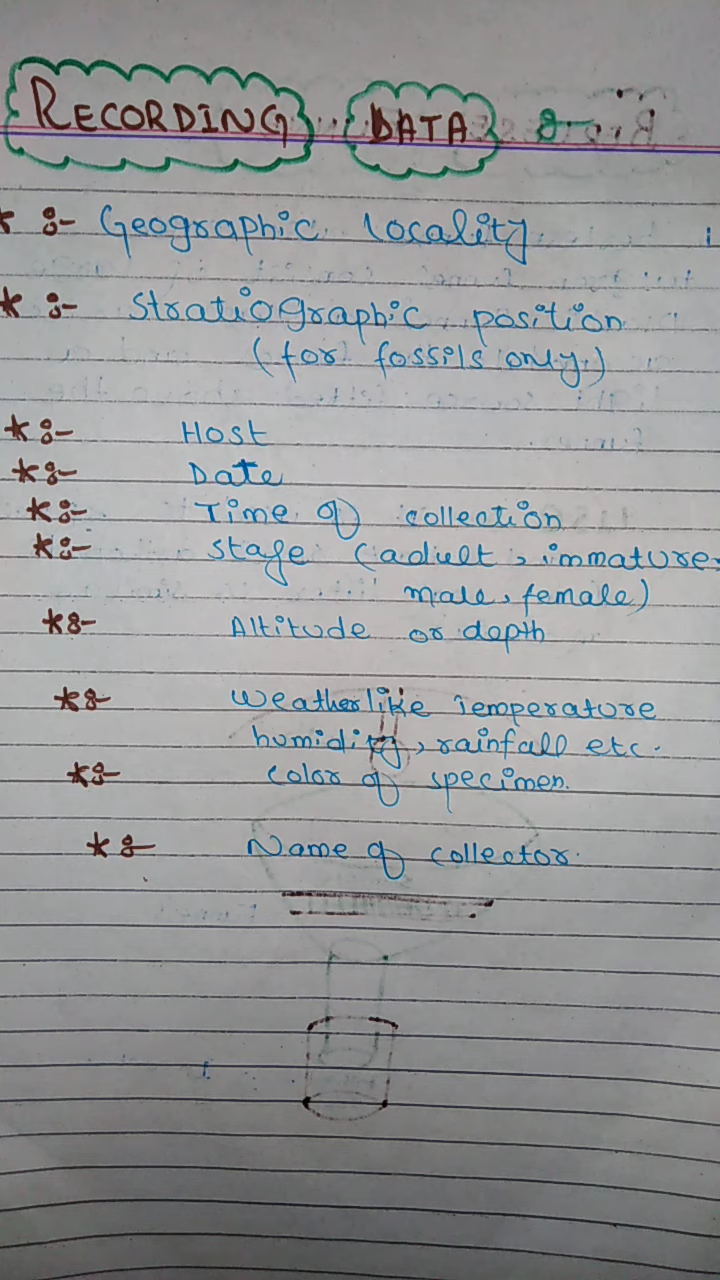 RECORDING DATA :-
* :- Geographic locality
* :- Stratiographic position
(for fossils only.)
* :- Host
* :- Date
* :- Time of collection
* :- Stage (adult, immature,
male, female)
* :- Altitude or depth
* :- Weather like Temperature
humidity, rainfall etc.
* :- Color of specimen.
* :- Name of collector.